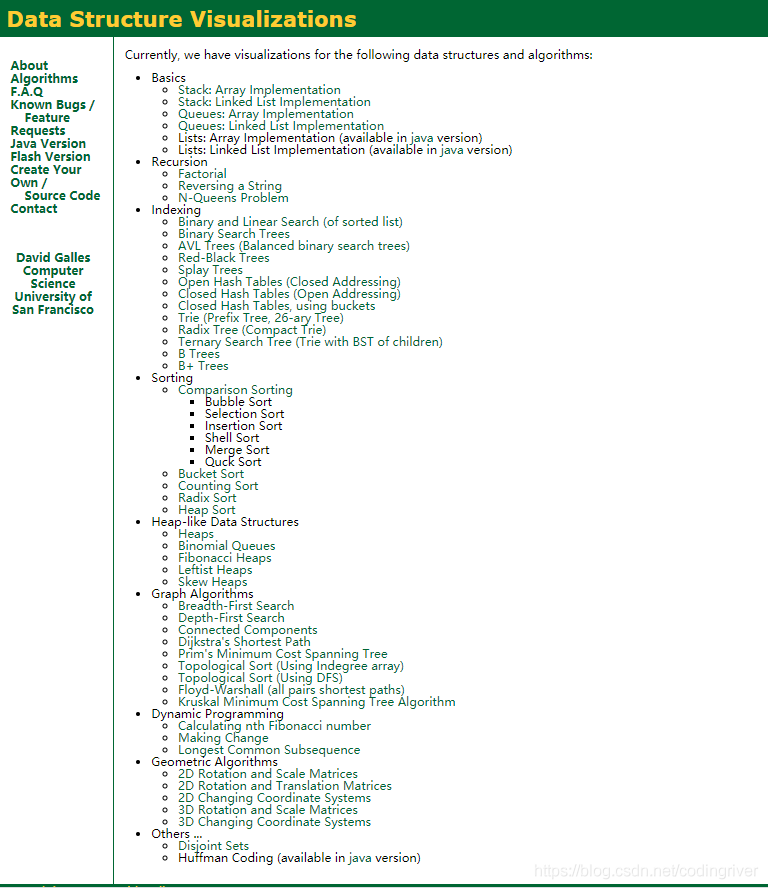 Data Structure Visualizations
About
Algorithms
F.A.Q
Known Bugs /
Feature
Requests
Java Version
Flash Version
Create Your
Own /
Source Code
Contact
David Galles
Computer
Science
University of
San Francisco
Currently, we have visualizations for the following data structures and algorithms:
Basics
Stack: Array Implementation
Stack: Linked List Implementation
Queues: Array Implementation
Queues: Linked List Implementation
Lists: Array Implementation (available in java version)
Lists: Linked List Implementation (available in java version)
Recursion
Factorial
Reversing a String
N-Queens Problem
Indexing
Binary and Linear Search (of sorted list)
Binary Search Trees
AVL Trees (Balanced binary search trees)
Red-Black Trees
Splay Trees
Open Hash Tables (Closed Addressing)
Closed Hash Tables (Open Addressing)
Closed Hash Tables, using buckets
Trie (Prefix Tree, 26-ary Tree)
Radix Tree (Compact Trie)
Ternary Search Tree (Trie with BST of children)
B Trees
B+ Trees
Sorting
Comparison Sorting
Bubble Sort
Selection Sort
Insertion Sort
Shell Sort
Merge Sort
Quck Sort
Bucket Sort
Counting Sort
Radix Sort
Heap Sort
Heap-like Data Structures
Heaps
Binomial Queues
Fibonacci Heaps
Leftist Heaps
Skew Heaps
Graph Algorithms
Breadth-First Search
Depth-First Search
Connected Components
Dijkstra's Shortest Path
Prim's Minimum Cost Spanning Tree
Topological Sort (Using Indegree array)
Topological Sort (Using DFS)
Floyd-Warshall (all pairs shortest paths)
Kruskal Minimum Cost Spanning Tree Algorithm
Dynamic Programming
Calculating nth Fibonacci number
Making Change
Longest Common Subsequence
Geometric Algorithms
2D Rotation and Scale Matrices
2D Rotation and Translation Matrices
2D Changing Coordinate Systems
3D Rotation and Scale Matrices
3D Changing Coordinate Systems
Others ...
Disjoint Sets
Huffman Coding (available in java version)
https://blog.csdn.net/codingriver